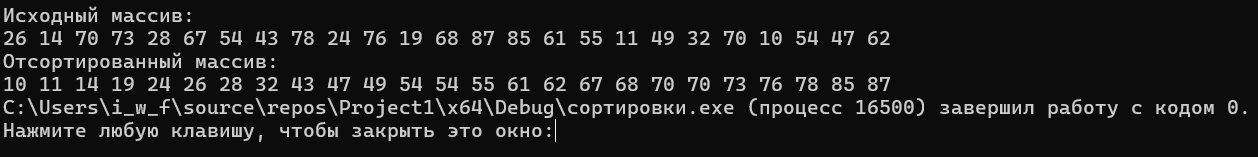 Исходный массив:
26 14 70 73 28 67 54 43 78 24 76 19 68 87 85 61 55 11 49 32 70 10 54 47 62
Отсортированный массив:
10 11 14 19 24 26 28 32 43 47 49 54 54 55 61 62 67 68 70 70 73 76 78 85 87
C:\Users\i_w_f\source\repos\Project1\x64\Debug\сортировки.exe (процесс 16500) завершил работу с кодом 0.
Нажмите любую клавишу, чтобы закрыть это окно: